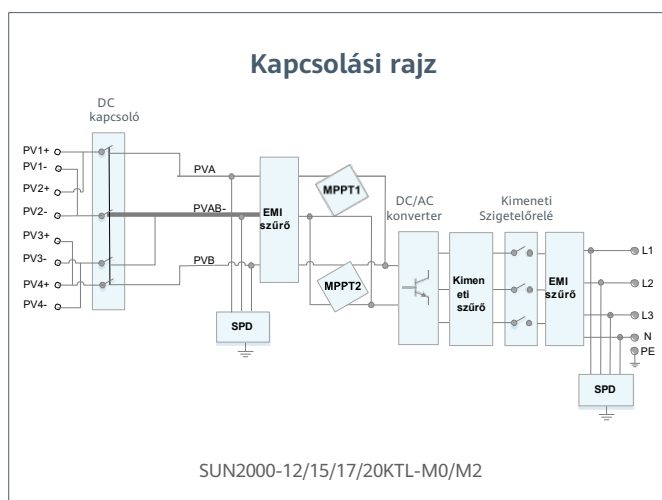 Kapcsolási rajz
DC
kapcsoló
PV1+
PV1-
PV2+
PV2-
PV3+
PV3-
PV4+
PV4-
PVA
PVAB-
PVB
EMI
szűrő
SPD
MPPT1
MPPT2
DC/AC
konverter
Kimen
eti
szűrő
Kimeneti
Szigetelőrelé
EMI
szűrő
L1
L2
L3
N
PE
SPD
SUN2000-12/15/17/20KTL-M0/M2